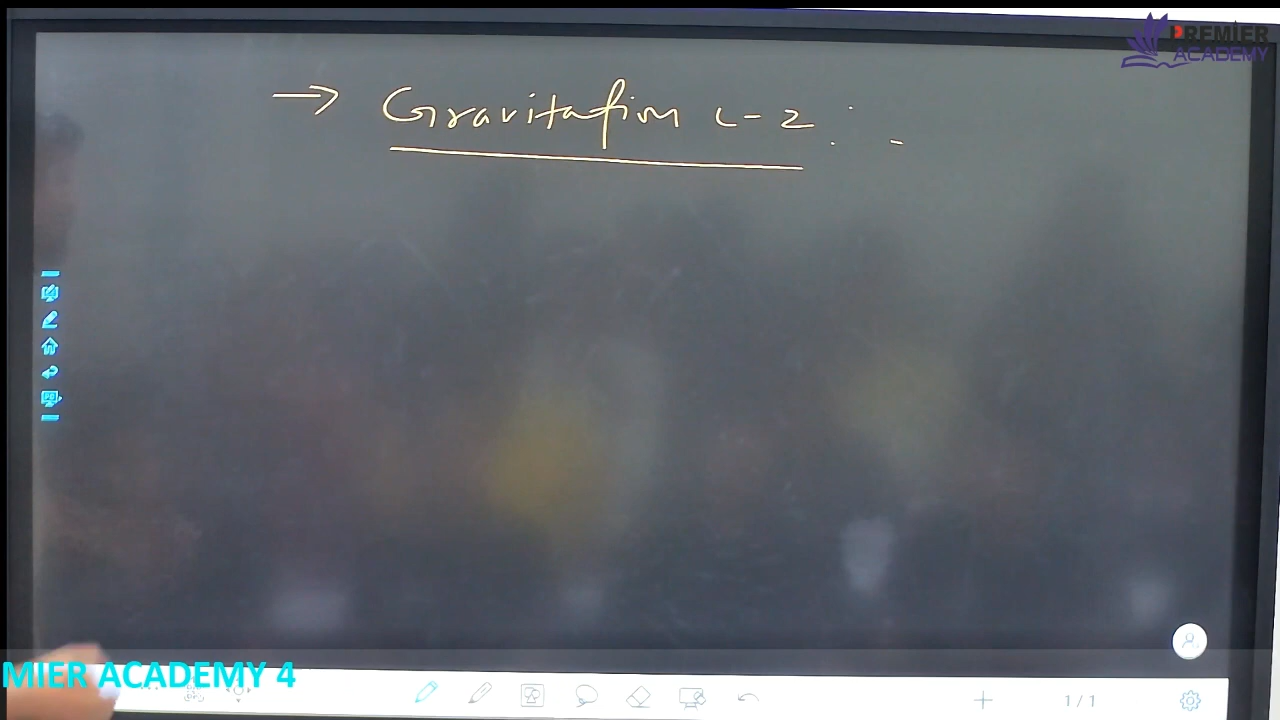 PREMIER
ACADEMY
→ Gravitation L-2 :-
MIER ACADEMY 4
1/1